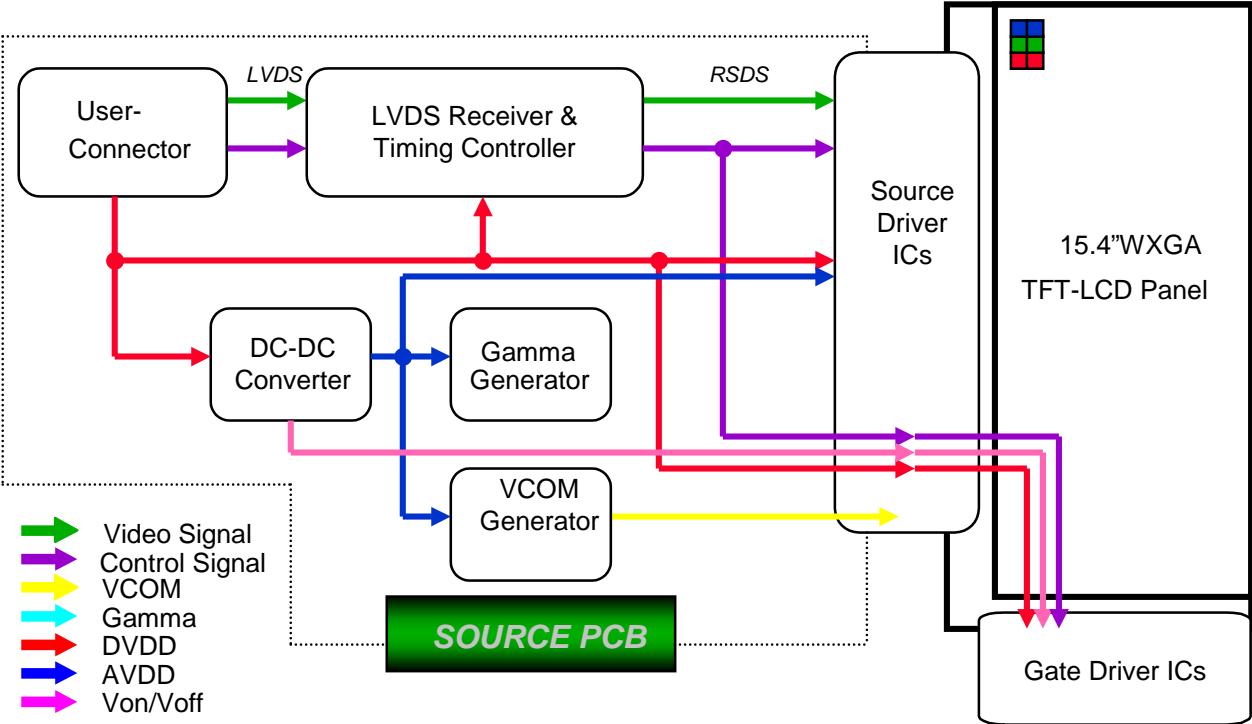 LVDS
RSDS
User-
Connector
LVDS Receiver &
Timing Controller
Source
Driver
ICs
15.4”WXGA
TFT-LCD Panel
DC-DC
Converter
Gamma
Generator
VCOM
Generator
Video Signal
Control Signal
VCOM
Gamma
DVDD
AVDD
Von/Voff
SOURCE PCB
Gate Driver ICs